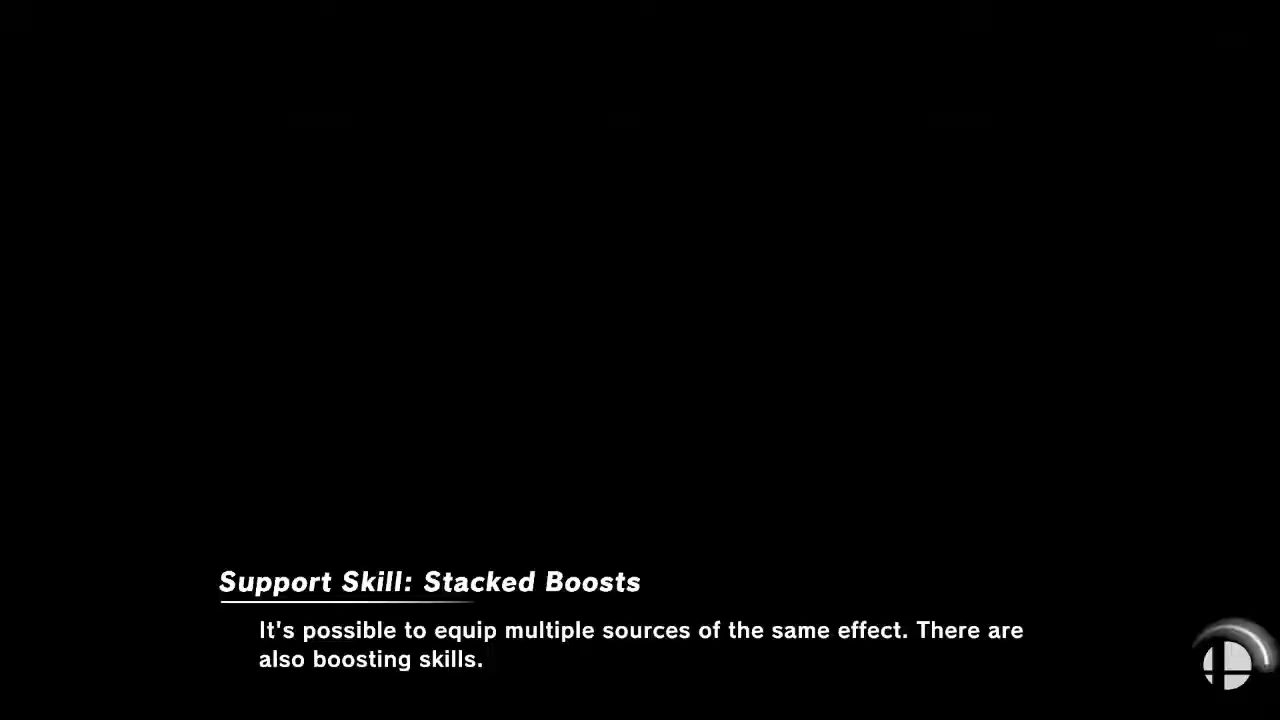 Support Skill: Stacked Boosts
It's possible to equip multiple sources of the same effect. There are
also boosting skills.